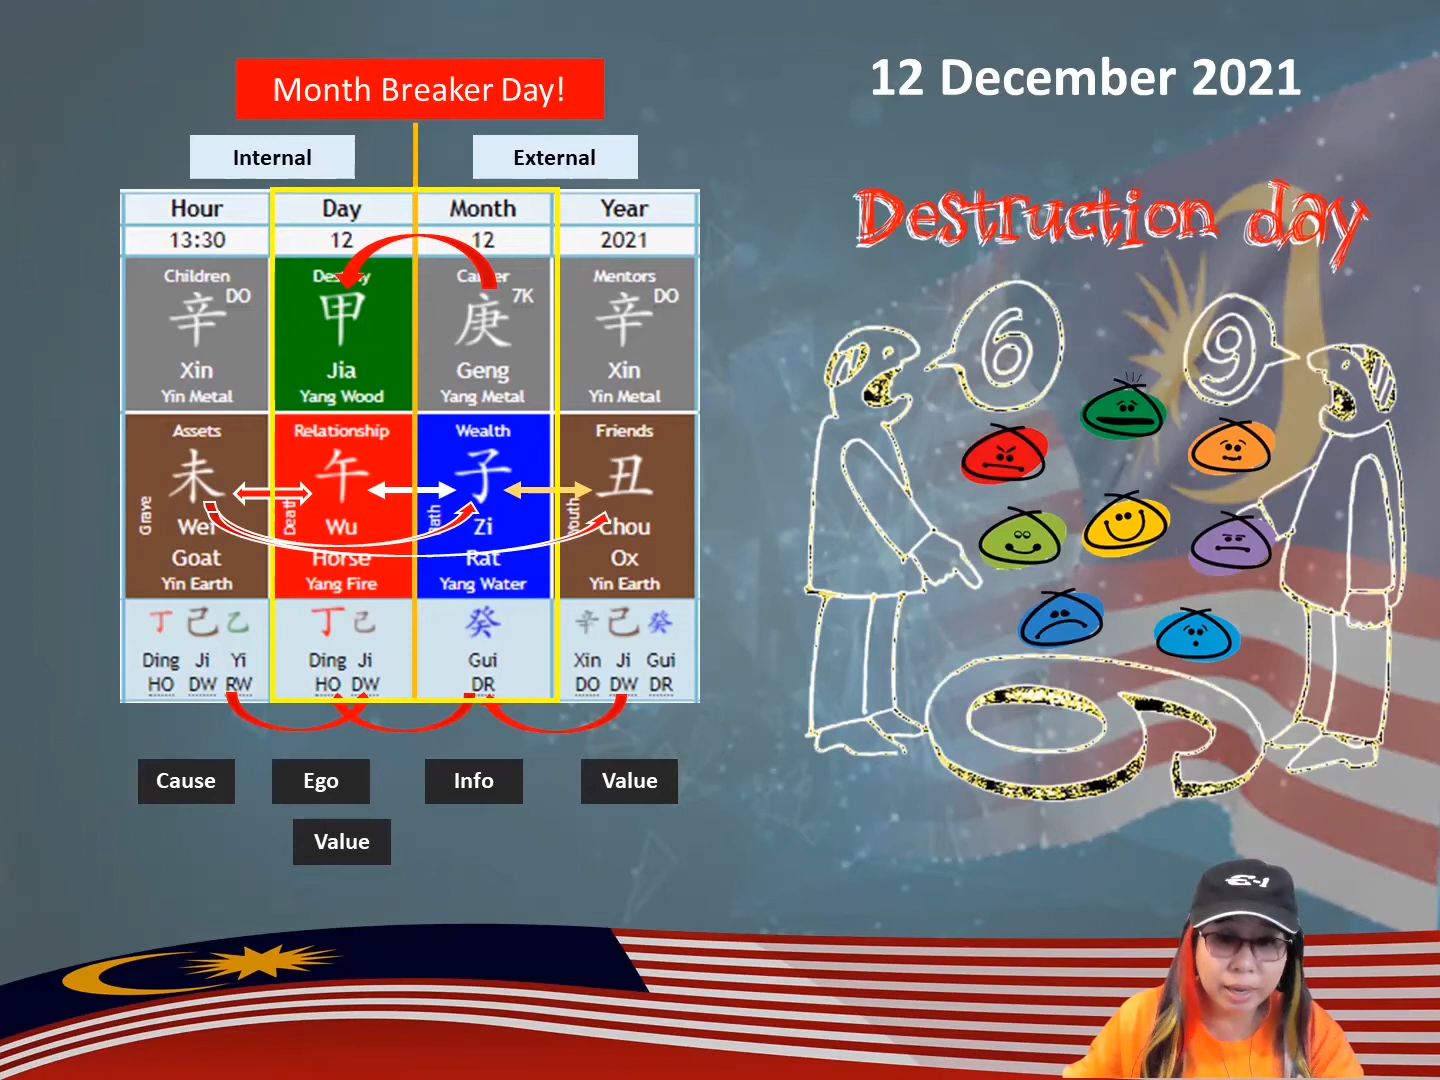 Month Breaker Day!
12 December 2021
Internal
External
Hour
Day
Month
Year
13:30
12
12
2021
Children
Career
Mentors
辛 DO
甲
庚 7K
辛 DO
Xin
Jia
Geng
Xin
Yin Metal
Yang Wood
Yang Metal
Yin Metal
Assets
Relationship
Wealth
Friends
未
午
子
丑
Grave
Death
Wei
Wu
Zi
Chou
Goat
Horse
Rat
Ox
Yin Earth
Yang Fire
Yang Water
Yin Earth
丁 己 乙
丁 己
癸
辛 己 癸
Ding Ji Yi
Ding Ji
Gui
Xin Ji Gui
HO DW RW
HO DW
DR
DO DW DR
Cause
Ego
Info
Value
Value
Destruction day
6
9